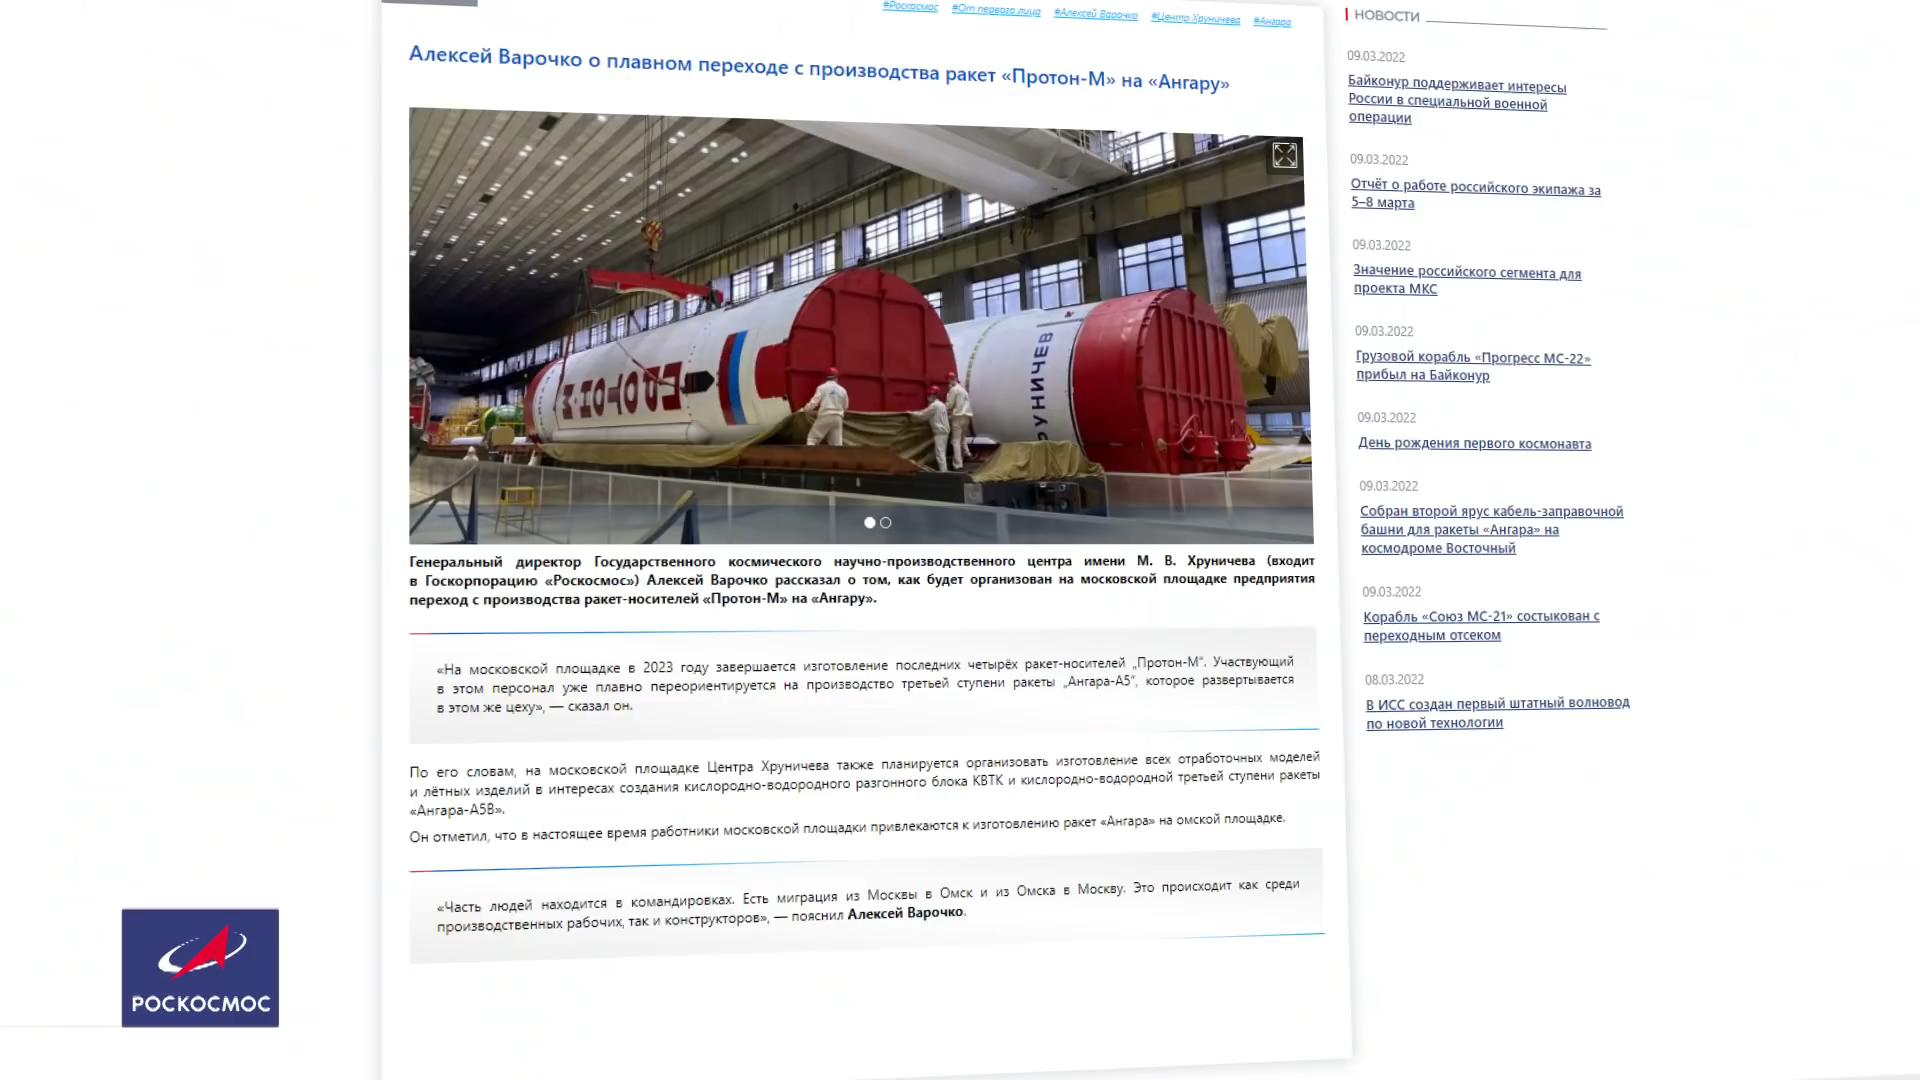 #Роскосмос #От первого лица #Алексей Варочко #Центр Хруничева #Ангара
Алексей Варочко о плавном переходе с производства ракет «Протон-М» на «Ангару»
ПРОТОН-М
РУНИЧЕВ
Генеральный директор Государственного космического научно-производственного центра имени М. В. Хруничева (входит
в Госкорпорацию «Роскосмос») Алексей Варочко рассказал о том, как будет организован на московской площадке предприятия
переход с производства ракет-носителей «Протон-М» на «Ангару».
«На московской площадке в 2023 году завершается изготовление последних четырёх ракет-носителей „Протон-М“. Участвующий
в этом персонал уже плавно переориентируется на производство третьей ступени ракеты „Ангара-А5“, которое развертывается
в этом же цеху», — сказал он.
По его словам, на московской площадке Центра Хруничева также планируется организовать изготовление всех отработочных моделей
и лётных изделий в интересах создания кислородно-водородного разгонного блока КВТК и кислородно-водородной третьей ступени ракеты
«Ангара-А5В».
Он отметил, что в настоящее время работники московской площадки привлекаются к изготовлению ракет «Ангара» на омской площадке.
«Часть людей находится в командировках. Есть миграция из Москвы в Омск и из Омска в Москву. Это происходит как среди
производственных рабочих, так и конструкторов», — пояснил Алексей Варочко.
НОВОСТИ
09.03.2022
Байконур поддерживает интересы
России в специальной военной
операции
09.03.2022
Отчёт о работе российского экипажа за
5–8 марта
09.03.2022
Значение российского сегмента для
проекта МКС
09.03.2022
Грузовой корабль «Прогресс МС-22»
прибыл на Байконур
09.03.2022
День рождения первого космонавта
09.03.2022
Собран второй ярус кабель-заправочной
башни для ракеты «Ангара» на
космодроме Восточный
09.03.2022
Корабль «Союз МС-21» состыкован с
переходным отсеком
08.03.2022
В ИСС создан первый штатный волновод
по новой технологии
РОСКОСМОС